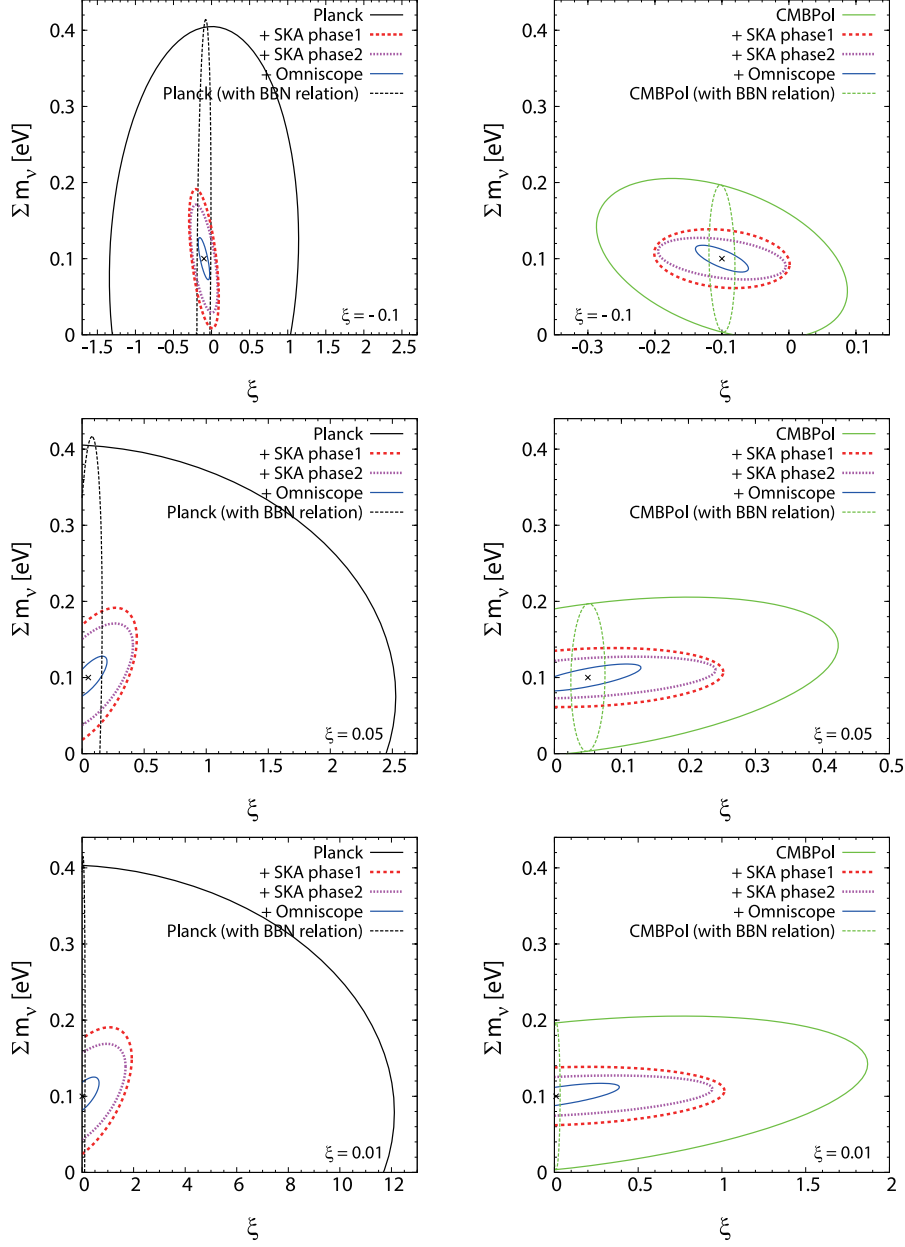 Planck
+ SKA phase1
+ SKA phase2
+ Omniscope
Planck (with BBN relation)
Σ m_ν [eV]
0.4
0.3
0.2
0.1
0
ξ = - 0.1
-1.5 -1 -0.5 0 0.5 1 1.5 2 2.5
ξ
CMBPol
+ SKA phase1
+ SKA phase2
+ Omniscope
CMBPol (with BBN relation)
Σ m_ν [eV]
0.4
0.3
0.2
0.1
0
ξ = - 0.1
-0.3 -0.2 -0.1 0 0.1
ξ
Planck
+ SKA phase1
+ SKA phase2
+ Omniscope
Planck (with BBN relation)
Σ m_ν [eV]
0.4
0.3
0.2
0.1
0
ξ = 0.05
0 0.5 1 1.5 2 2.5
ξ
CMBPol
+ SKA phase1
+ SKA phase2
+ Omniscope
CMBPol (with BBN relation)
Σ m_ν [eV]
0.4
0.3
0.2
0.1
0
ξ = 0.05
0 0.1 0.2 0.3 0.4 0.5
ξ
Planck
+ SKA phase1
+ SKA phase2
+ Omniscope
Planck (with BBN relation)
Σ m_ν [eV]
0.4
0.3
0.2
0.1
0
ξ = 0.01
0 2 4 6 8 10 12
ξ
CMBPol
+ SKA phase1
+ SKA phase2
+ Omniscope
CMBPol (with BBN relation)
Σ m_ν [eV]
0.4
0.3
0.2
0.1
0
ξ = 0.01
0 0.5 1 1.5 2
ξ